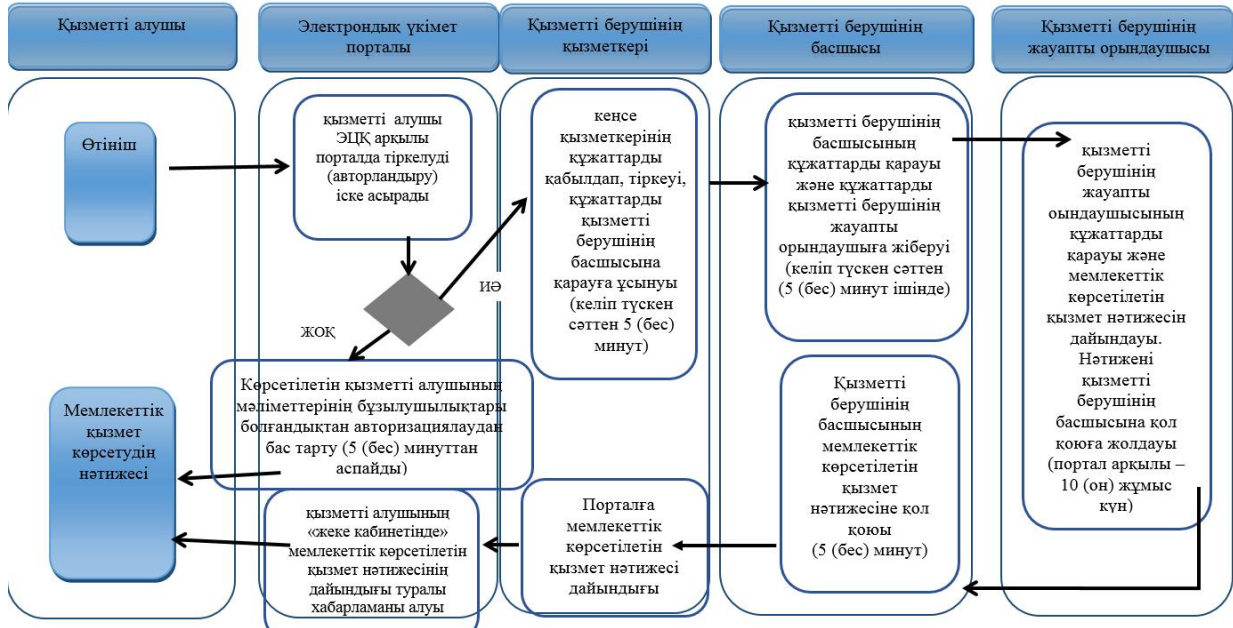 Қызметті алушы
Электрондық үкімет
порталы
Қызметті берушінің
қызметкері
Қызметті берушінің
басшысы
Қызметті берушінің
жауапты орындаушысы
Өтініш
қызметті алушы
ЭЦҚ арқылы
порталда тіркелуді
(авторландыру)
іске асырады
ИӘ
ЖОҚ
кеңсе
қызметкерінің
құжаттарды
қабылдап, тіркеуі,
құжаттарды
қызметті
берушінің
басшысына
қарауға ұсынуы
(келіп түскен
сәттен 5 (бес)
минут)
қызметті берушінің
басшысының
құжаттарды қарауы
және құжаттарды
қызметті берушінің
жауапты
орындаушыға жіберуі
(келіп түскен сәттен
(5 (бес) минут ішінде)
қызметті
берушінің
жауапты
оындаушысының
құжаттарды
қарауы және
мемлекеттік
көрсетілетін
қызмет нәтижесін
дайындауы.
Нәтижені
қызметті
берушінің
басшысына қол
қоюға жолдауы
(портал арқылы –
10 (он) жұмыс
күн)
Көрсетілетін қызметті алушының
мәліметтерінің бұзылушылықтары
болғандықтан авторизациялаудан
бас тарту (5 (бес) минуттан
аспайды)
Мемлекеттік
қызмет
көрсетудің
нәтижесі
Қызметті
берушінің
басшысының
мемлекеттік
көрсетілетін
қызмет
нәтижесіне қол
қоюы
(5 (бес) минут)
Порталға
мемлекеттік
көрсетілетін
қызмет нәтижесі
дайындығы
қызметті алушының
«жеке кабинетінде»
мемлекеттік көрсетілетін
қызмет нәтижесінің
дайындығы туралы
хабарламаны алуы